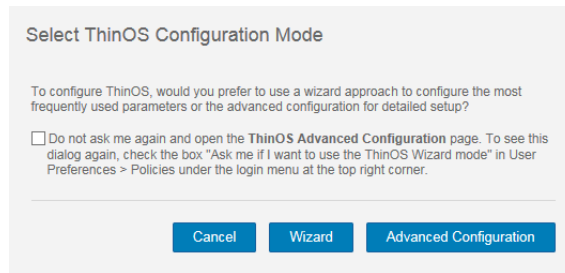 Select ThinOS Configuration Mode
To configure ThinOS, would you prefer to use a wizard approach to configure the most
frequently used parameters or the advanced configuration for detailed setup?
Do not ask me again and open the ThinOS Advanced Configuration page. To see this
dialog again, check the box "Ask me if I want to use the ThinOS Wizard mode" in User
Preferences > Policies under the login menu at the top right corner.
Cancel Wizard Advanced Configuration